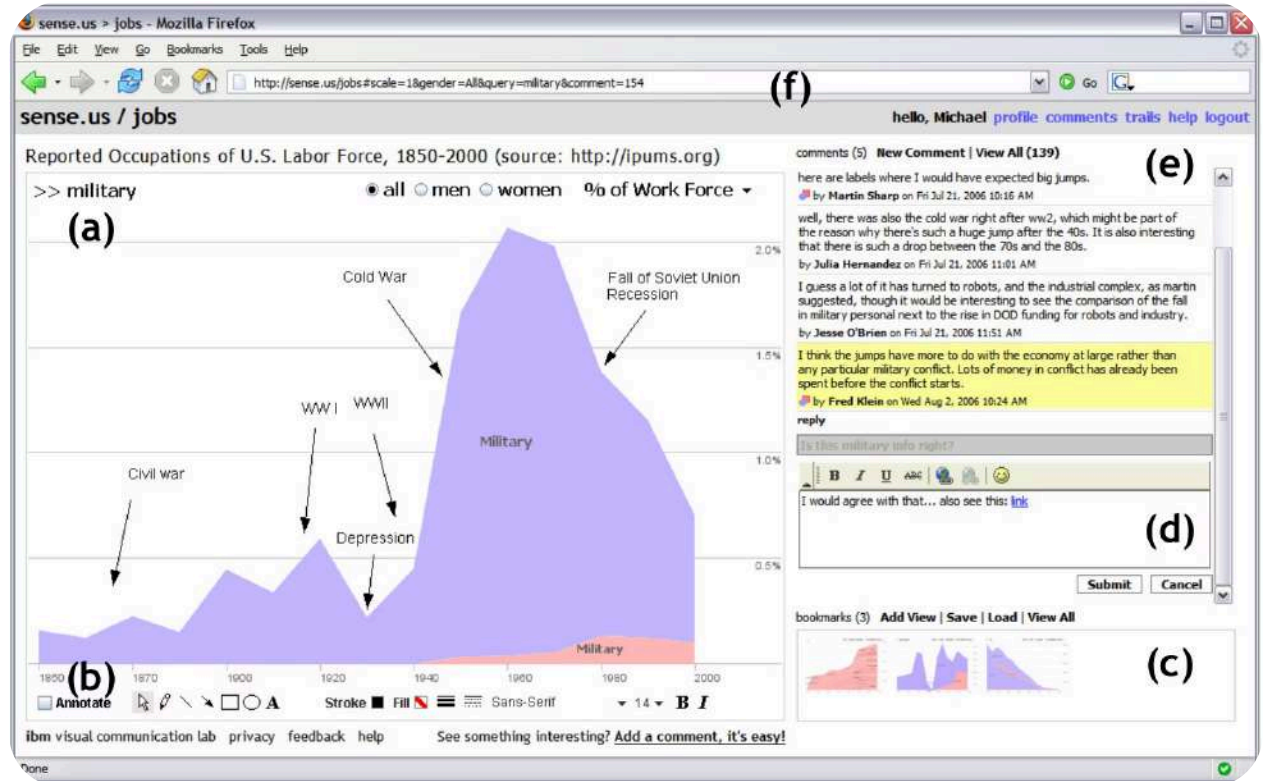 sense.us > jobs - Mozilla Firefox
File Edit View Go Bookmarks Tools Help
http://sense.us/jobs#scale=1&gender=All&query=military&comment=154
Go
(f)
sense.us / jobs
hello, Michael profile comments trails help logout
Reported Occupations of U.S. Labor Force, 1850-2000 (source: http://ipums.org)
>> military
all men women % of Work Force
(a)
2.0%
Cold War
Fall of Soviet Union
Recession
1.5%
WW I
WWII
Military
1.0%
Civil war
Depression
0.5%
Military
1860 1870 1900 1920 1940 1960 1980 2000
(b)
Annotate A Stroke Fill Sans-Serif 14 B I
comments (5) New Comment | View All (139)
(e)
here are labels where I would have expected big jumps.
by Martin Sharp on Fri Jul 21, 2006 10:16 AM
well, there was also the cold war right after ww2, which might be part of
the reason why there's such a huge jump after the 40s. It is also interesting
that there is such a drop between the 70s and the 80s.
by Julia Hernandez on Fri Jul 21, 2006 11:01 AM
I guess a lot of it has turned to robots, and the industrial complex, as martin
suggested, though it would be interesting to see the comparison of the fall
in military personal next to the rise in DOD funding for robots and industry.
by Jesse O'Brien on Fri Jul 21, 2006 11:51 AM
I think the jumps have more to do with the economy at large rather than
any particular military conflict. Lots of money in conflict has already been
spent before the conflict starts.
by Fred Klein on Wed Aug 2, 2006 10:24 AM
reply
Is this military info right?
B I U ABC
I would agree with that... also see this: link
(d)
Submit Cancel
bookmarks (3) Add View | Save | Load | View All
(c)
ibm visual communication lab privacy feedback help
See something interesting? Add a comment, it's easy!
Done